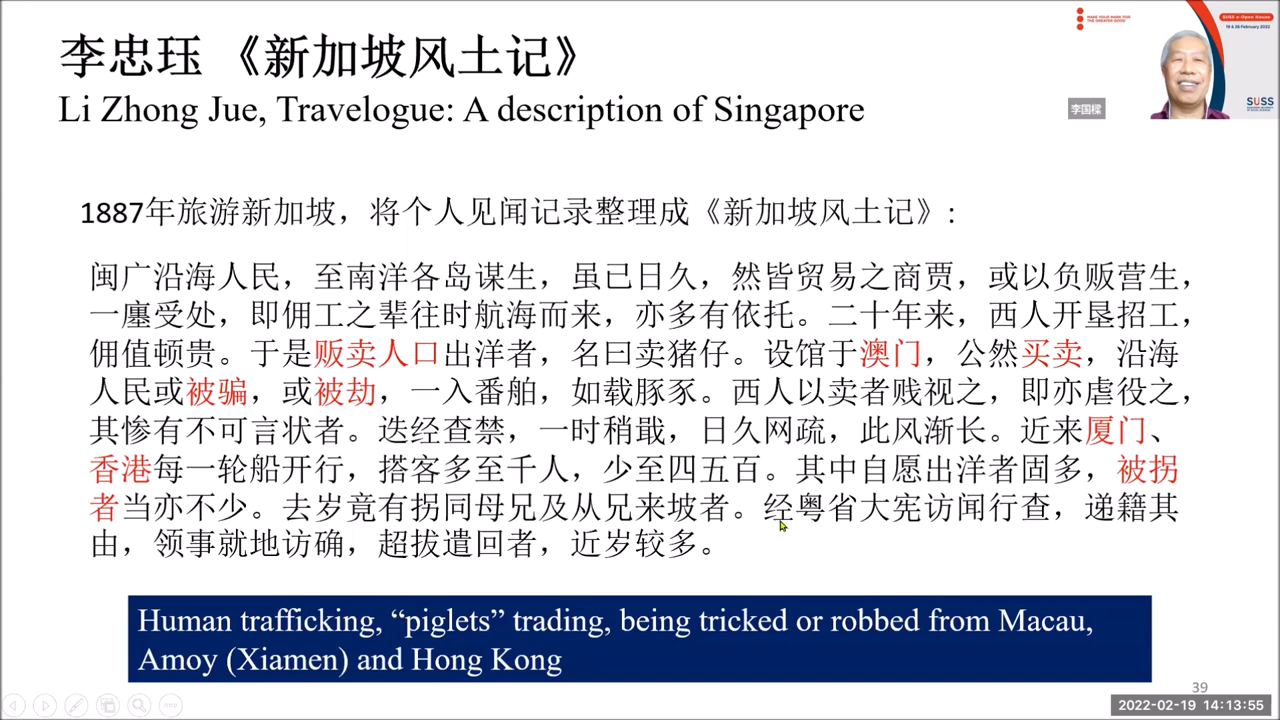 李忠珏 《新加坡风土记》
Li Zhong Jue, Travelogue: A description of Singapore
MAKE YOUR MARK FOR
THE GREATER GOOD
SUSS e-Open House
19 & 26 February 2022
李国樑
SUSS
1887年旅游新加坡，将个人见闻记录整理成《新加坡风土记》:
闽广沿海人民，至南洋各岛谋生，虽已日久，然皆贸易之商贾，或以负贩营生，
一廛受处，即佣工之辈往时航海而来，亦多有依托。二十年来，西人开垦招工，
佣值顿贵。于是贩卖人口出洋者，名曰卖猪仔。设馆于澳门，公然买卖，沿海
人民或被骗，或被劫，一入番舶，如载豚豕。西人以卖者贱视之，即亦虐役之，
其惨有不可言状者。迭经查禁，一时稍戢，日久网疏，此风渐长。近来厦门、
香港每一轮船开行，搭客多至千人，少至四五百。其中自愿出洋者固多，被拐
者当亦不少。去岁竟有拐同母兄及从兄来坡者。经粤省大宪访闻行查，递籍其
由，领事就地访确，超拔遣回者，近岁较多。
Human trafficking, “piglets” trading, being tricked or robbed from Macau,
Amoy (Xiamen) and Hong Kong
39
2022-02-19 14:13:55